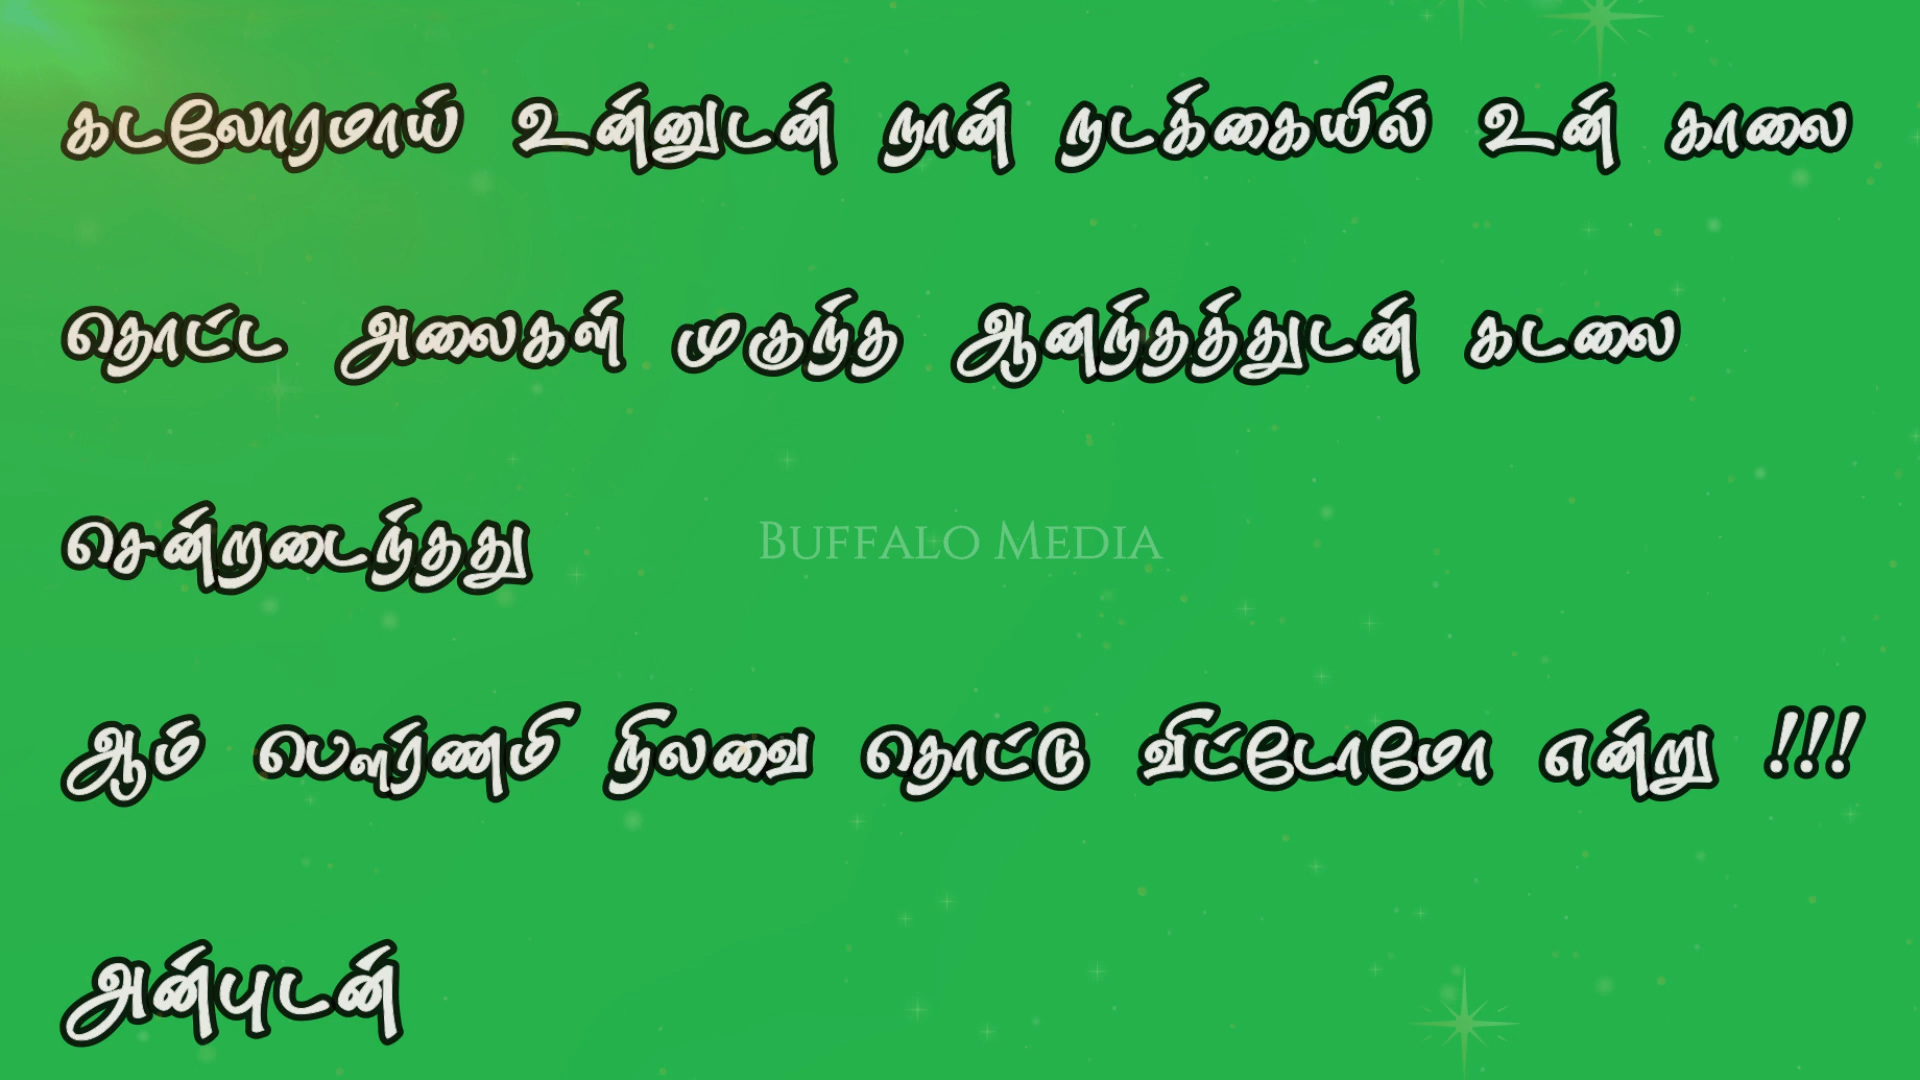 கடலோரமாய் உன்னுடன் நான் நடக்கையில் உன் காலை
தொட்ட அலைகள் முகுந்த ஆனந்தத்துடன் கடலை
சென்றடைந்தது
Buffalo Media
ஆம் பௌர்ணமி நிலவை தொட்டு விட்டோமோ என்று !!!
அன்புடன்